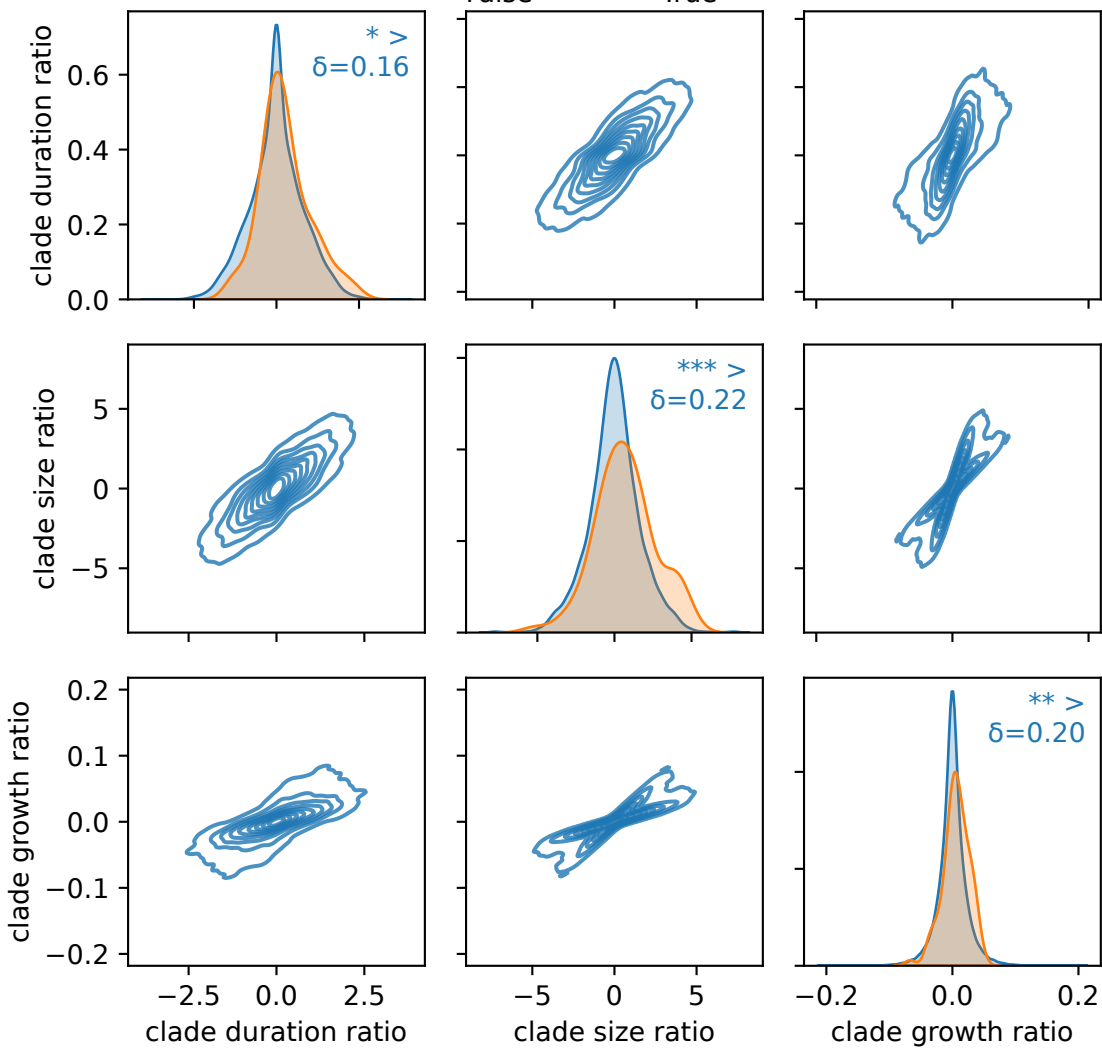 True
clade duration ratio
0.6
0.4
0.2
0.0
* >
δ=0.16
clade size ratio
5
0
−5
*** >
δ=0.22
clade growth ratio
0.2
0.1
0.0
−0.1
−0.2
** >
δ=0.20
−2.5 0.0 2.5
−5 0 5
−0.2 0.0 0.2
clade duration ratio
clade size ratio
clade growth ratio